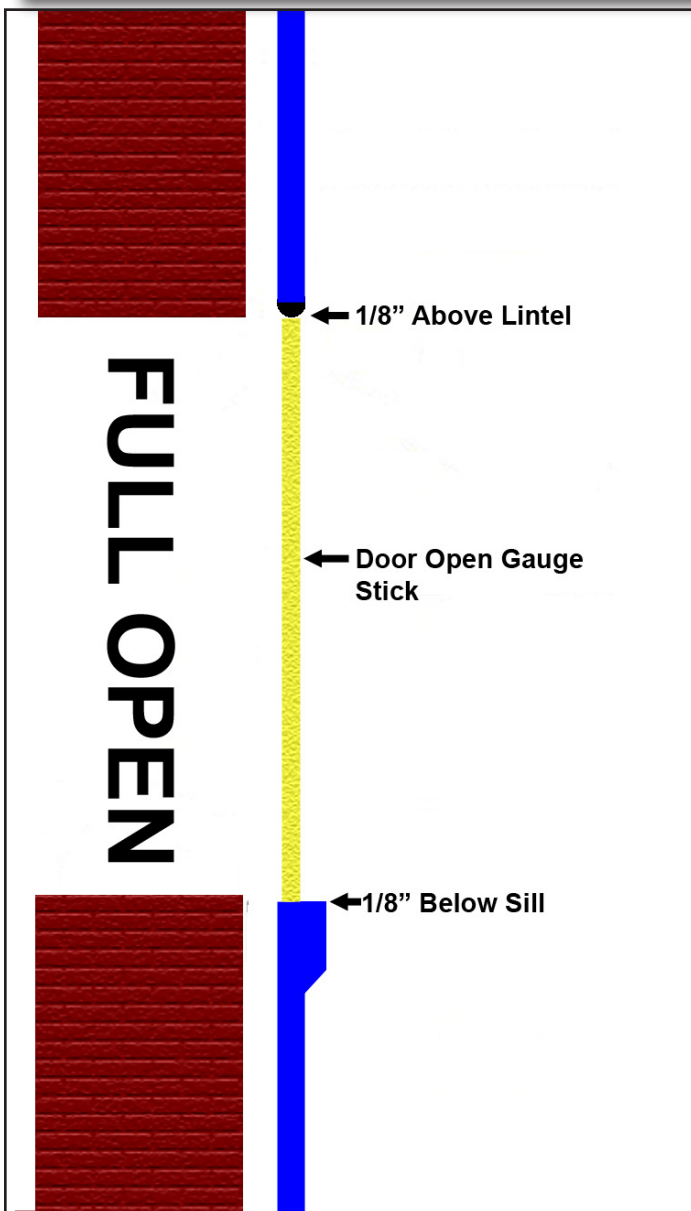 1/8” Above Lintel
FULL OPEN
Door Open Gauge
Stick
1/8” Below Sill